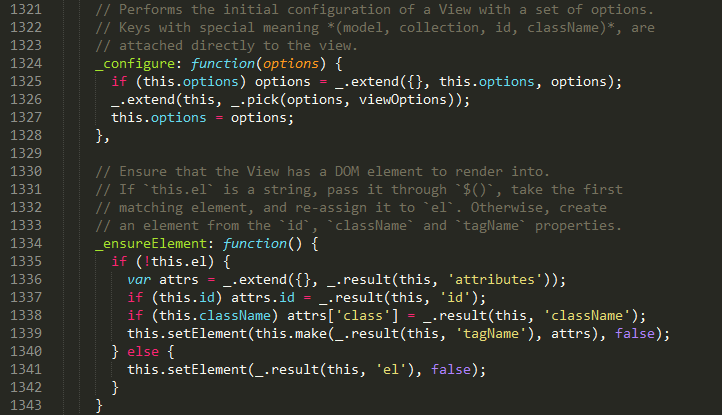 1321 // Performs the initial configuration of a View with a set of options.
1322 // Keys with special meaning *(model, collection, id, className)*, are
1323 // attached directly to the view.
1324 _configure: function(options) {
1325 if (this.options) options = _.extend({}, this.options, options);
1326 _.extend(this, _.pick(options, viewOptions));
1327 this.options = options;
1328 },
1329
1330 // Ensure that the View has a DOM element to render into.
1331 // If `this.el` is a string, pass it through `$()`, take the first
1332 // matching element, and re-assign it to `el`. Otherwise, create
1333 // an element from the `id`, `className` and `tagName` properties.
1334 _ensureElement: function() {
1335 if (!this.el) {
1336 var attrs = _.extend({}, _.result(this, 'attributes'));
1337 if (this.id) attrs.id = _.result(this, 'id');
1338 if (this.className) attrs['class'] = _.result(this, 'className');
1339 this.setElement(this.make(_.result(this, 'tagName'), attrs), false);
1340 } else {
1341 this.setElement(_.result(this, 'el'), false);
1342 }
1343 }